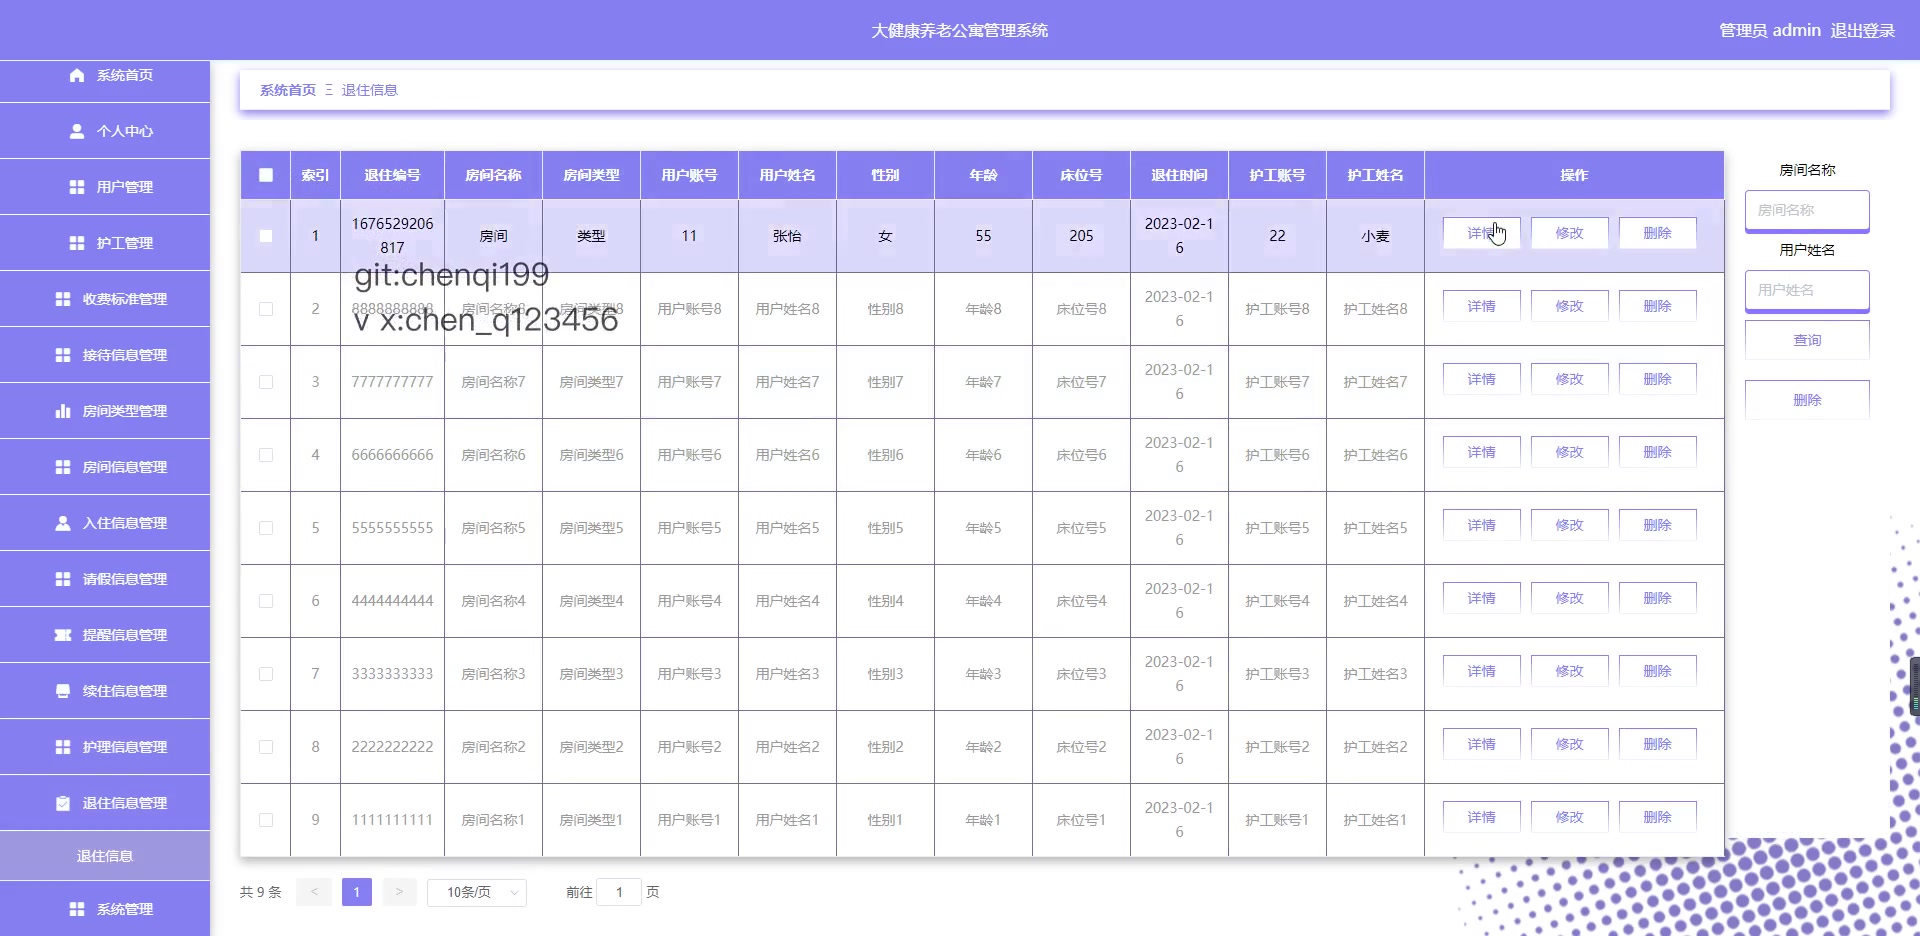 大健康养老公寓管理系统
管理员 admin 退出登录
系统首页
个人中心
用户管理
护工管理
收费标准管理
接待信息管理
房间类型管理
房间信息管理
入住信息管理
请假信息管理
提醒信息管理
续住信息管理
护理信息管理
退住信息管理
退住信息
系统管理
系统首页 Ξ 退住信息
索引 退住编号 房间名称 房间类型 用户账号 用户姓名 性别 年龄 床位号 退住时间 护工账号 护工姓名 操作
1 1676529206817 房间 类型 11 张怡 女 55 205 2023-02-16 22 小麦 详情 修改 删除
git:chenqi199
2 8888888888 房间名称8 房间类型8 用户账号8 用户姓名8 性别8 年龄8 床位号8 2023-02-16 护工账号8 护工姓名8 详情 修改 删除
v x:chen_q123456
3 7777777777 房间名称7 房间类型7 用户账号7 用户姓名7 性别7 年龄7 床位号7 2023-02-16 护工账号7 护工姓名7 详情 修改 删除
4 6666666666 房间名称6 房间类型6 用户账号6 用户姓名6 性别6 年龄6 床位号6 2023-02-16 护工账号6 护工姓名6 详情 修改 删除
5 5555555555 房间名称5 房间类型5 用户账号5 用户姓名5 性别5 年龄5 床位号5 2023-02-16 护工账号5 护工姓名5 详情 修改 删除
6 4444444444 房间名称4 房间类型4 用户账号4 用户姓名4 性别4 年龄4 床位号4 2023-02-16 护工账号4 护工姓名4 详情 修改 删除
7 3333333333 房间名称3 房间类型3 用户账号3 用户姓名3 性别3 年龄3 床位号3 2023-02-16 护工账号3 护工姓名3 详情 修改 删除
8 2222222222 房间名称2 房间类型2 用户账号2 用户姓名2 性别2 年龄2 床位号2 2023-02-16 护工账号2 护工姓名2 详情 修改 删除
9 1111111111 房间名称1 房间类型1 用户账号1 用户姓名1 性别1 年龄1 床位号1 2023-02-16 护工账号1 护工姓名1 详情 修改 删除
共 9 条 < 1 > 10条/页 前往 1 页
房间名称
房间名称
用户姓名
用户姓名
查询
删除